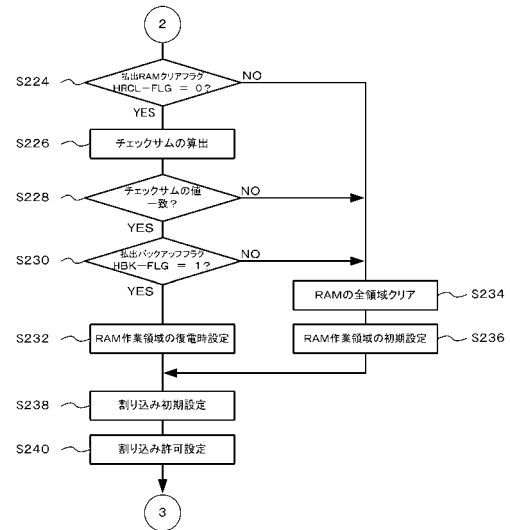 2
S224
払出RAMクリアフラグ
HRCL-FLG = 0?
NO
YES
S226
チェックサムの算出
S228
チェックサムの値
一致?
NO
YES
S230
払出バックアップフラグ
HBK-FLG = 1?
NO
YES
RAMの全領域クリア
S234
S232
RAM作業領域の復電時設定
RAM作業領域の初期設定
S236
S238
割り込み初期設定
S240
割り込み許可設定
3